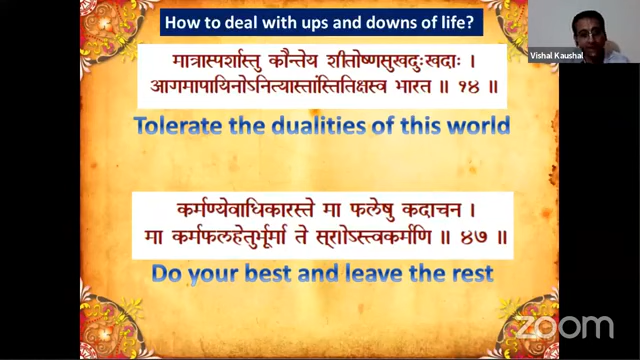 How to deal with ups and downs of life?
Vishal Kaushal
मात्रास्पर्शास्तु कौन्तेय शीतोष्णसुखदुःखदाः ।
आगमापायिनोऽनित्यास्तांस्तितिक्षस्व भारत ॥ १४ ॥
Tolerate the dualities of this world
कर्मण्येवाधिकारस्ते मा फलेषु कदाचन ।
मा कर्मफलहेतुर्भूर्मा ते स्राोऽस्त्वकर्मणि ॥ ४७ ॥
Do your best and leave the rest
zoom